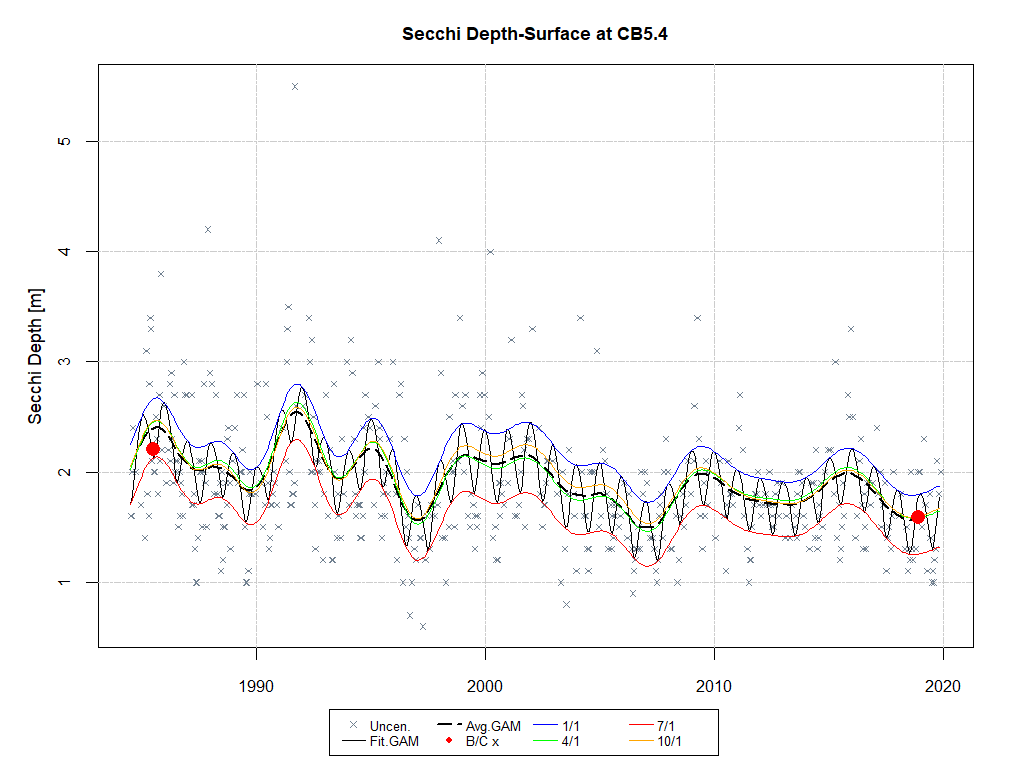 Secchi Depth-Surface at CB5.4
Secchi Depth [m]
5
4
3
2
1
1990 2000 2010 2020
Uncen. Avg.GAM 1/1 7/1
Fit.GAM B/C x 4/1 10/1